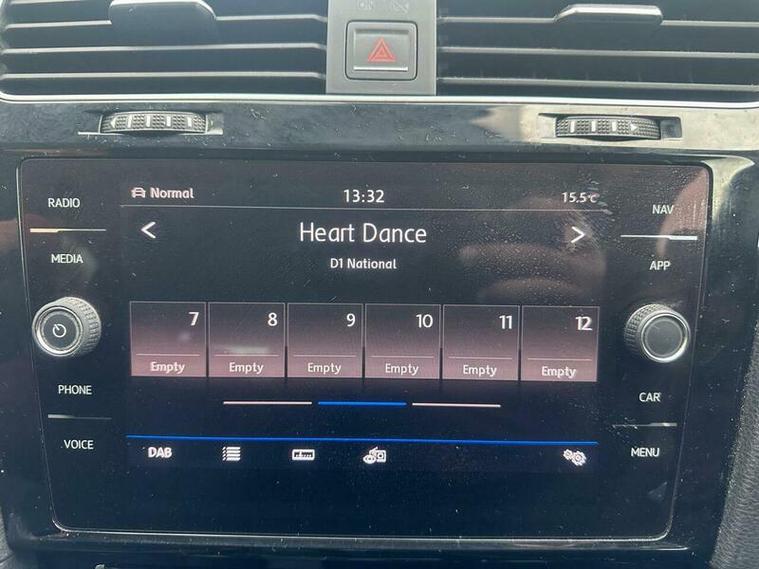 RADIO
MEDIA
PHONE
VOICE
Normal
13:32
15.5°C
Heart Dance
D1 National
7
8
9
10
11
12
Empty
Empty
Empty
Empty
Empty
Empty
DAB
NAV
APP
CAR
MENU